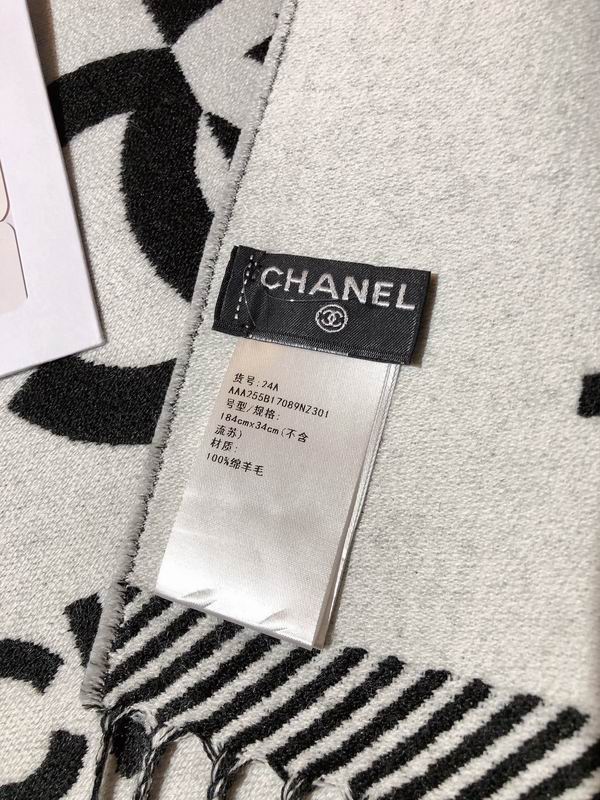 CHANEL
货号:24A
AAA255B17089NZ301
号型/规格:
184cmx34cm(不含
流苏)
材质:
100%绵羊毛